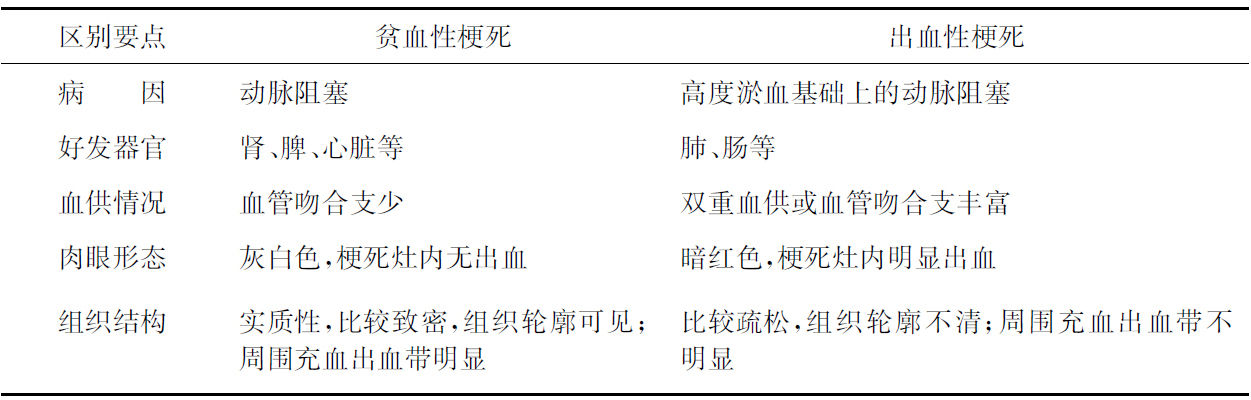 区别要点 贫血性梗死 出血性梗死
病 因 动脉阻塞 高度淤血基础上的动脉阻塞
好发器官 肾、脾、心脏等 肺、肠等
血供情况 血管吻合支少 双重血供或血管吻合支丰富
肉眼形态 灰白色,梗死灶内无出血 暗红色,梗死灶内明显出血
组织结构 实质性,比较致密,组织轮廓可见; 比较疏松,组织轮廓不清;周围充血出血带不
周围充血出血带明显 明显